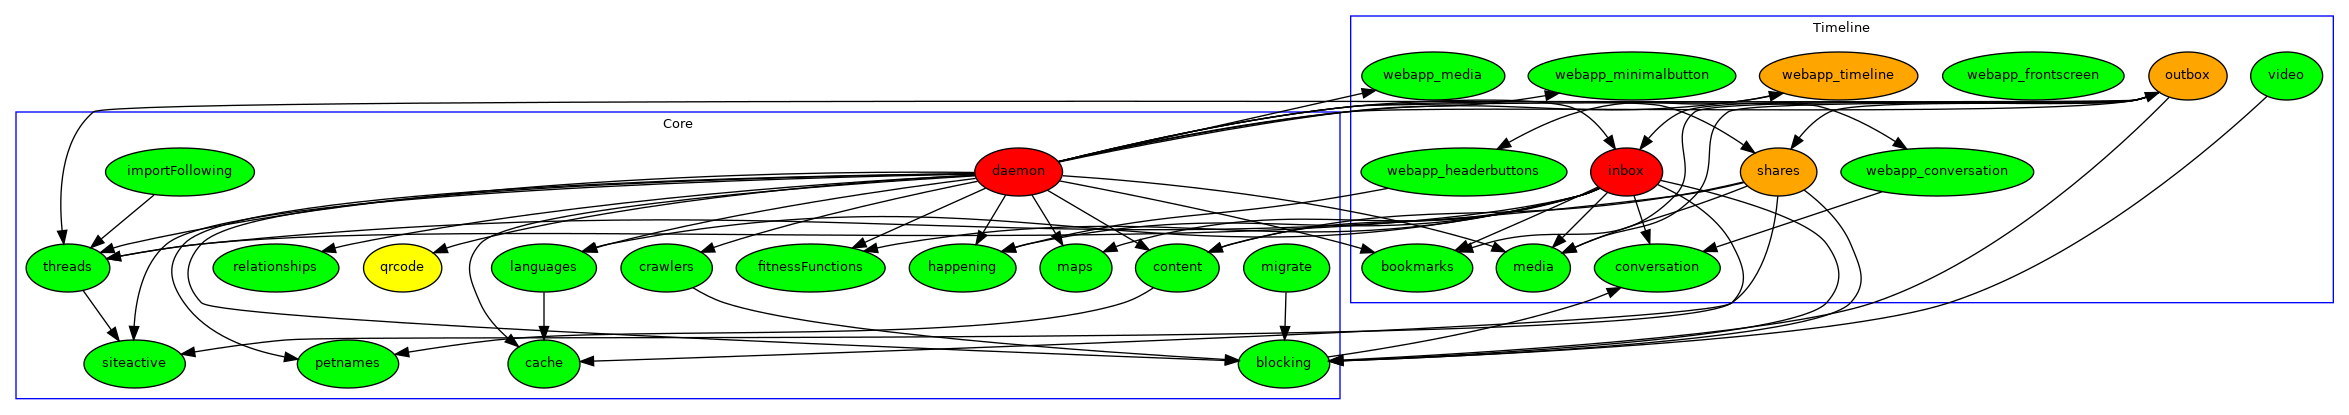 Timeline
webapp_media
webapp_minimalbutton
webapp_timeline
webapp_frontscreen
outbox
video
Core
importFollowing
daemon
webapp_headerbuttons
inbox
shares
webapp_conversation
threads
relationships
qrcode
languages
crawlers
fitnessFunctions
happening
maps
content
migrate
bookmarks
media
conversation
siteactive
petnames
cache
blocking